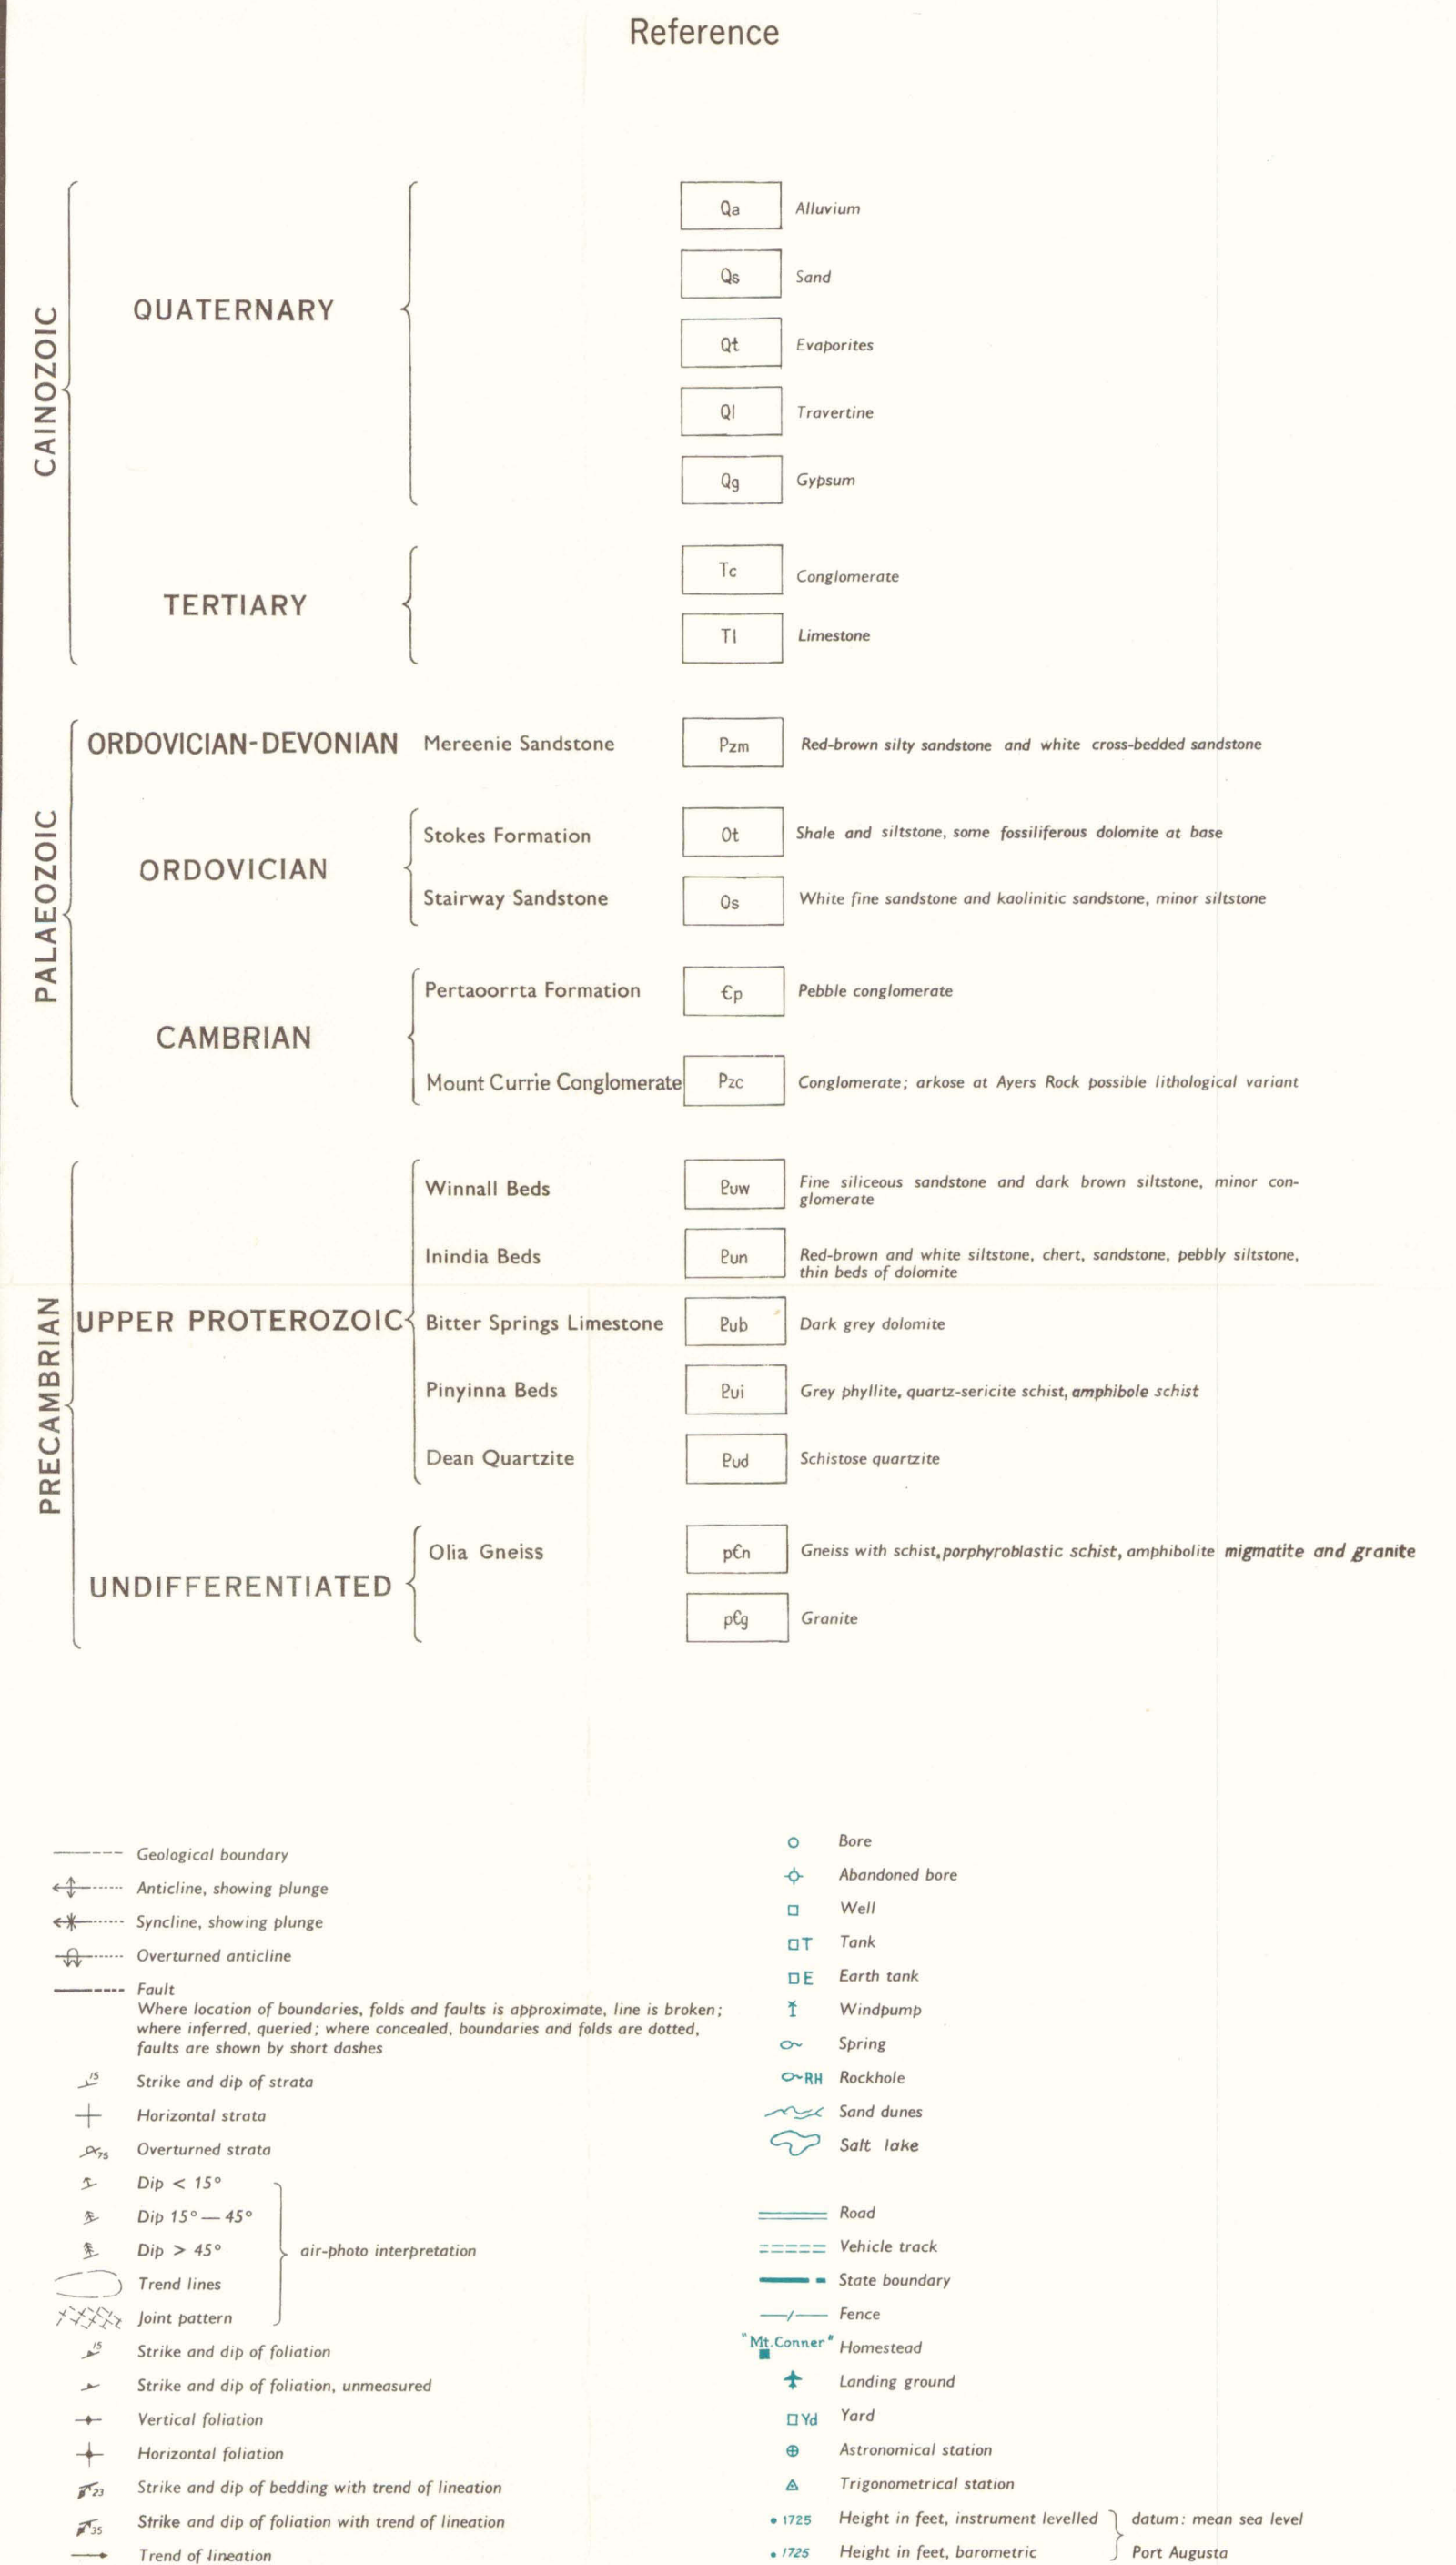 Reference
CAINOZOIC
QUATERNARY
Qa Alluvium
Qs Sand
Qt Evaporites
Ql Travertine
Qg Gypsum
TERTIARY
Tc Conglomerate
Tl Limestone
PALAEOZOIC
ORDOVICIAN-DEVONIAN Mereenie Sandstone Pzm Red-brown silty sandstone and white cross-bedded sandstone
ORDOVICIAN
Stokes Formation Ot Shale and siltstone, some fossiliferous dolomite at base
Stairway Sandstone Os White fine sandstone and kaolinitic sandstone, minor siltstone
CAMBRIAN
Pertaoorrta Formation Єp Pebble conglomerate
Mount Currie Conglomerate Pzc Conglomerate; arkose at Ayers Rock possible lithological variant
PRECAMBRIAN
UPPER PROTEROZOIC
Winnall Beds Puw Fine siliceous sandstone and dark brown siltstone, minor con-
glomerate
Inindia Beds Pun Red-brown and white siltstone, chert, sandstone, pebbly siltstone,
thin beds of dolomite
Bitter Springs Limestone Pub Dark grey dolomite
Pinyinna Beds Pui Grey phyllite, quartz-sericite schist, amphibole schist
Dean Quartzite Pud Schistose quartzite
UNDIFFERENTIATED
Olia Gneiss pЄn Gneiss with schist, porphyroblastic schist, amphibolite migmatite and granite
pЄg Granite
Geological boundary
Anticline, showing plunge
Syncline, showing plunge
Overturned anticline
Fault
Where location of boundaries, folds and faults is approximate, line is broken;
where inferred, queried; where concealed, boundaries and folds are dotted,
faults are shown by short dashes
15 Strike and dip of strata
Horizontal strata
75 Overturned strata
Dip < 15°
Dip 15° — 45°
Dip > 45°
air-photo interpretation
Trend lines
Joint pattern
15 Strike and dip of foliation
Strike and dip of foliation, unmeasured
Vertical foliation
Horizontal foliation
23 Strike and dip of bedding with trend of lineation
35 Strike and dip of foliation with trend of lineation
Trend of lineation
Bore
Abandoned bore
Well
T Tank
E Earth tank
Windpump
Spring
RH Rockhole
Sand dunes
Salt lake
Road
Vehicle track
State boundary
Fence
"Mt. Conner" Homestead
Landing ground
Yd Yard
Astronomical station
Trigonometrical station
1725 Height in feet, instrument levelled
1725 Height in feet, barometric
datum: mean sea level
Port Augusta